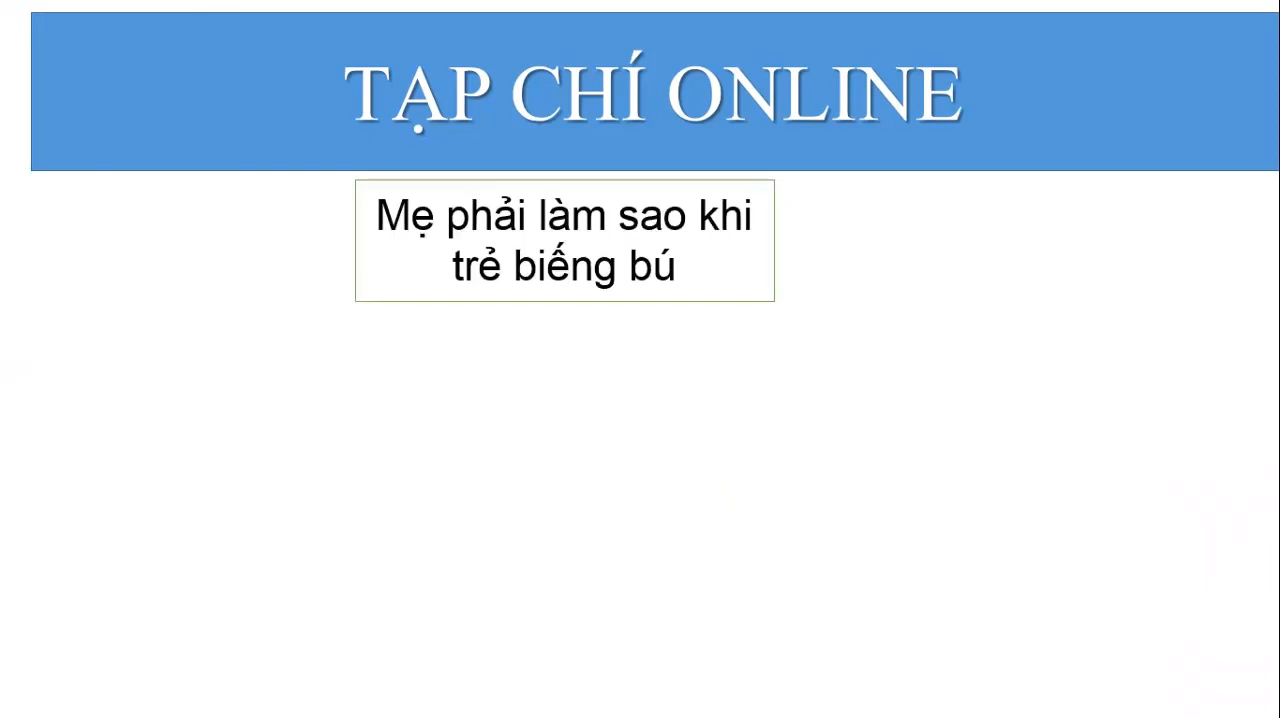 TẠP CHÍ ONLINE
Mẹ phải làm sao khi
trẻ biếng bú